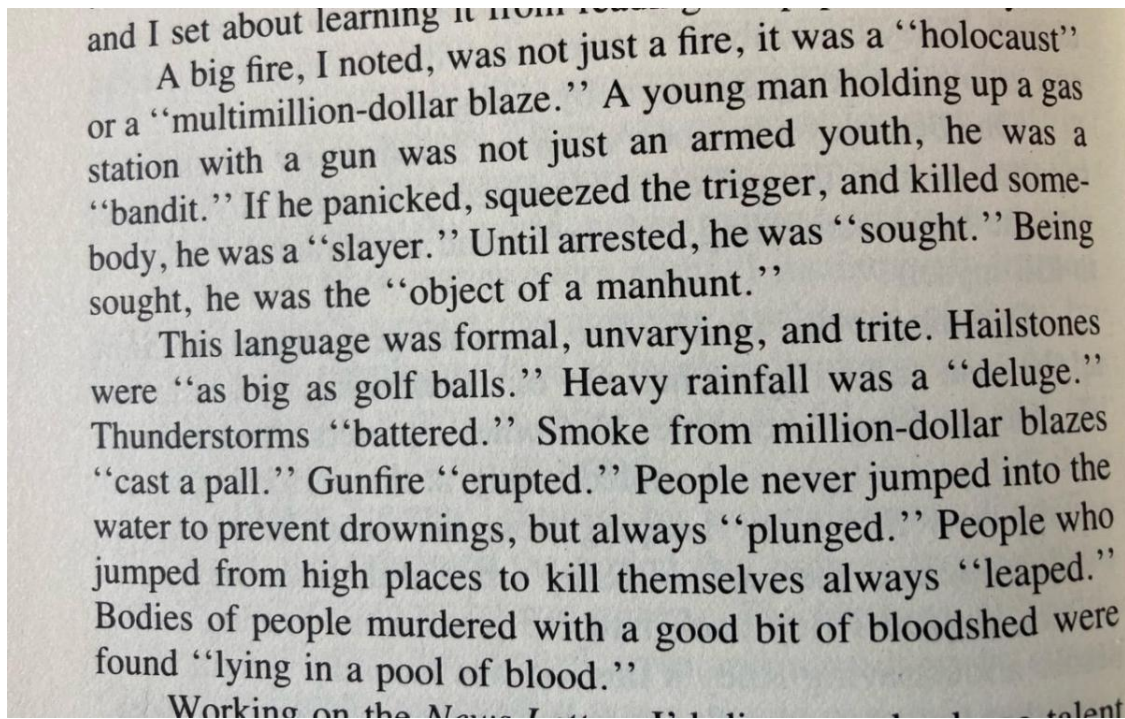 and I set about learning it from
A big fire, I noted, was not just a fire, it was a ‘‘holocaust’’
or a ‘‘multimillion-dollar blaze.’’ A young man holding up a gas
station with a gun was not just an armed youth, he was a
‘‘bandit.’’ If he panicked, squeezed the trigger, and killed some-
body, he was a ‘‘slayer.’’ Until arrested, he was ‘‘sought.’’ Being
sought, he was the ‘‘object of a manhunt.’’
This language was formal, unvarying, and trite. Hailstones
were ‘‘as big as golf balls.’’ Heavy rainfall was a ‘‘deluge.’’
Thunderstorms ‘‘battered.’’ Smoke from million-dollar blazes
‘‘cast a pall.’’ Gunfire ‘‘erupted.’’ People never jumped into the
water to prevent drownings, but always ‘‘plunged.’’ People who
jumped from high places to kill themselves always ‘‘leaped.’’
Bodies of people murdered with a good bit of bloodshed were
found ‘‘lying in a pool of blood.’’
Working on the talent